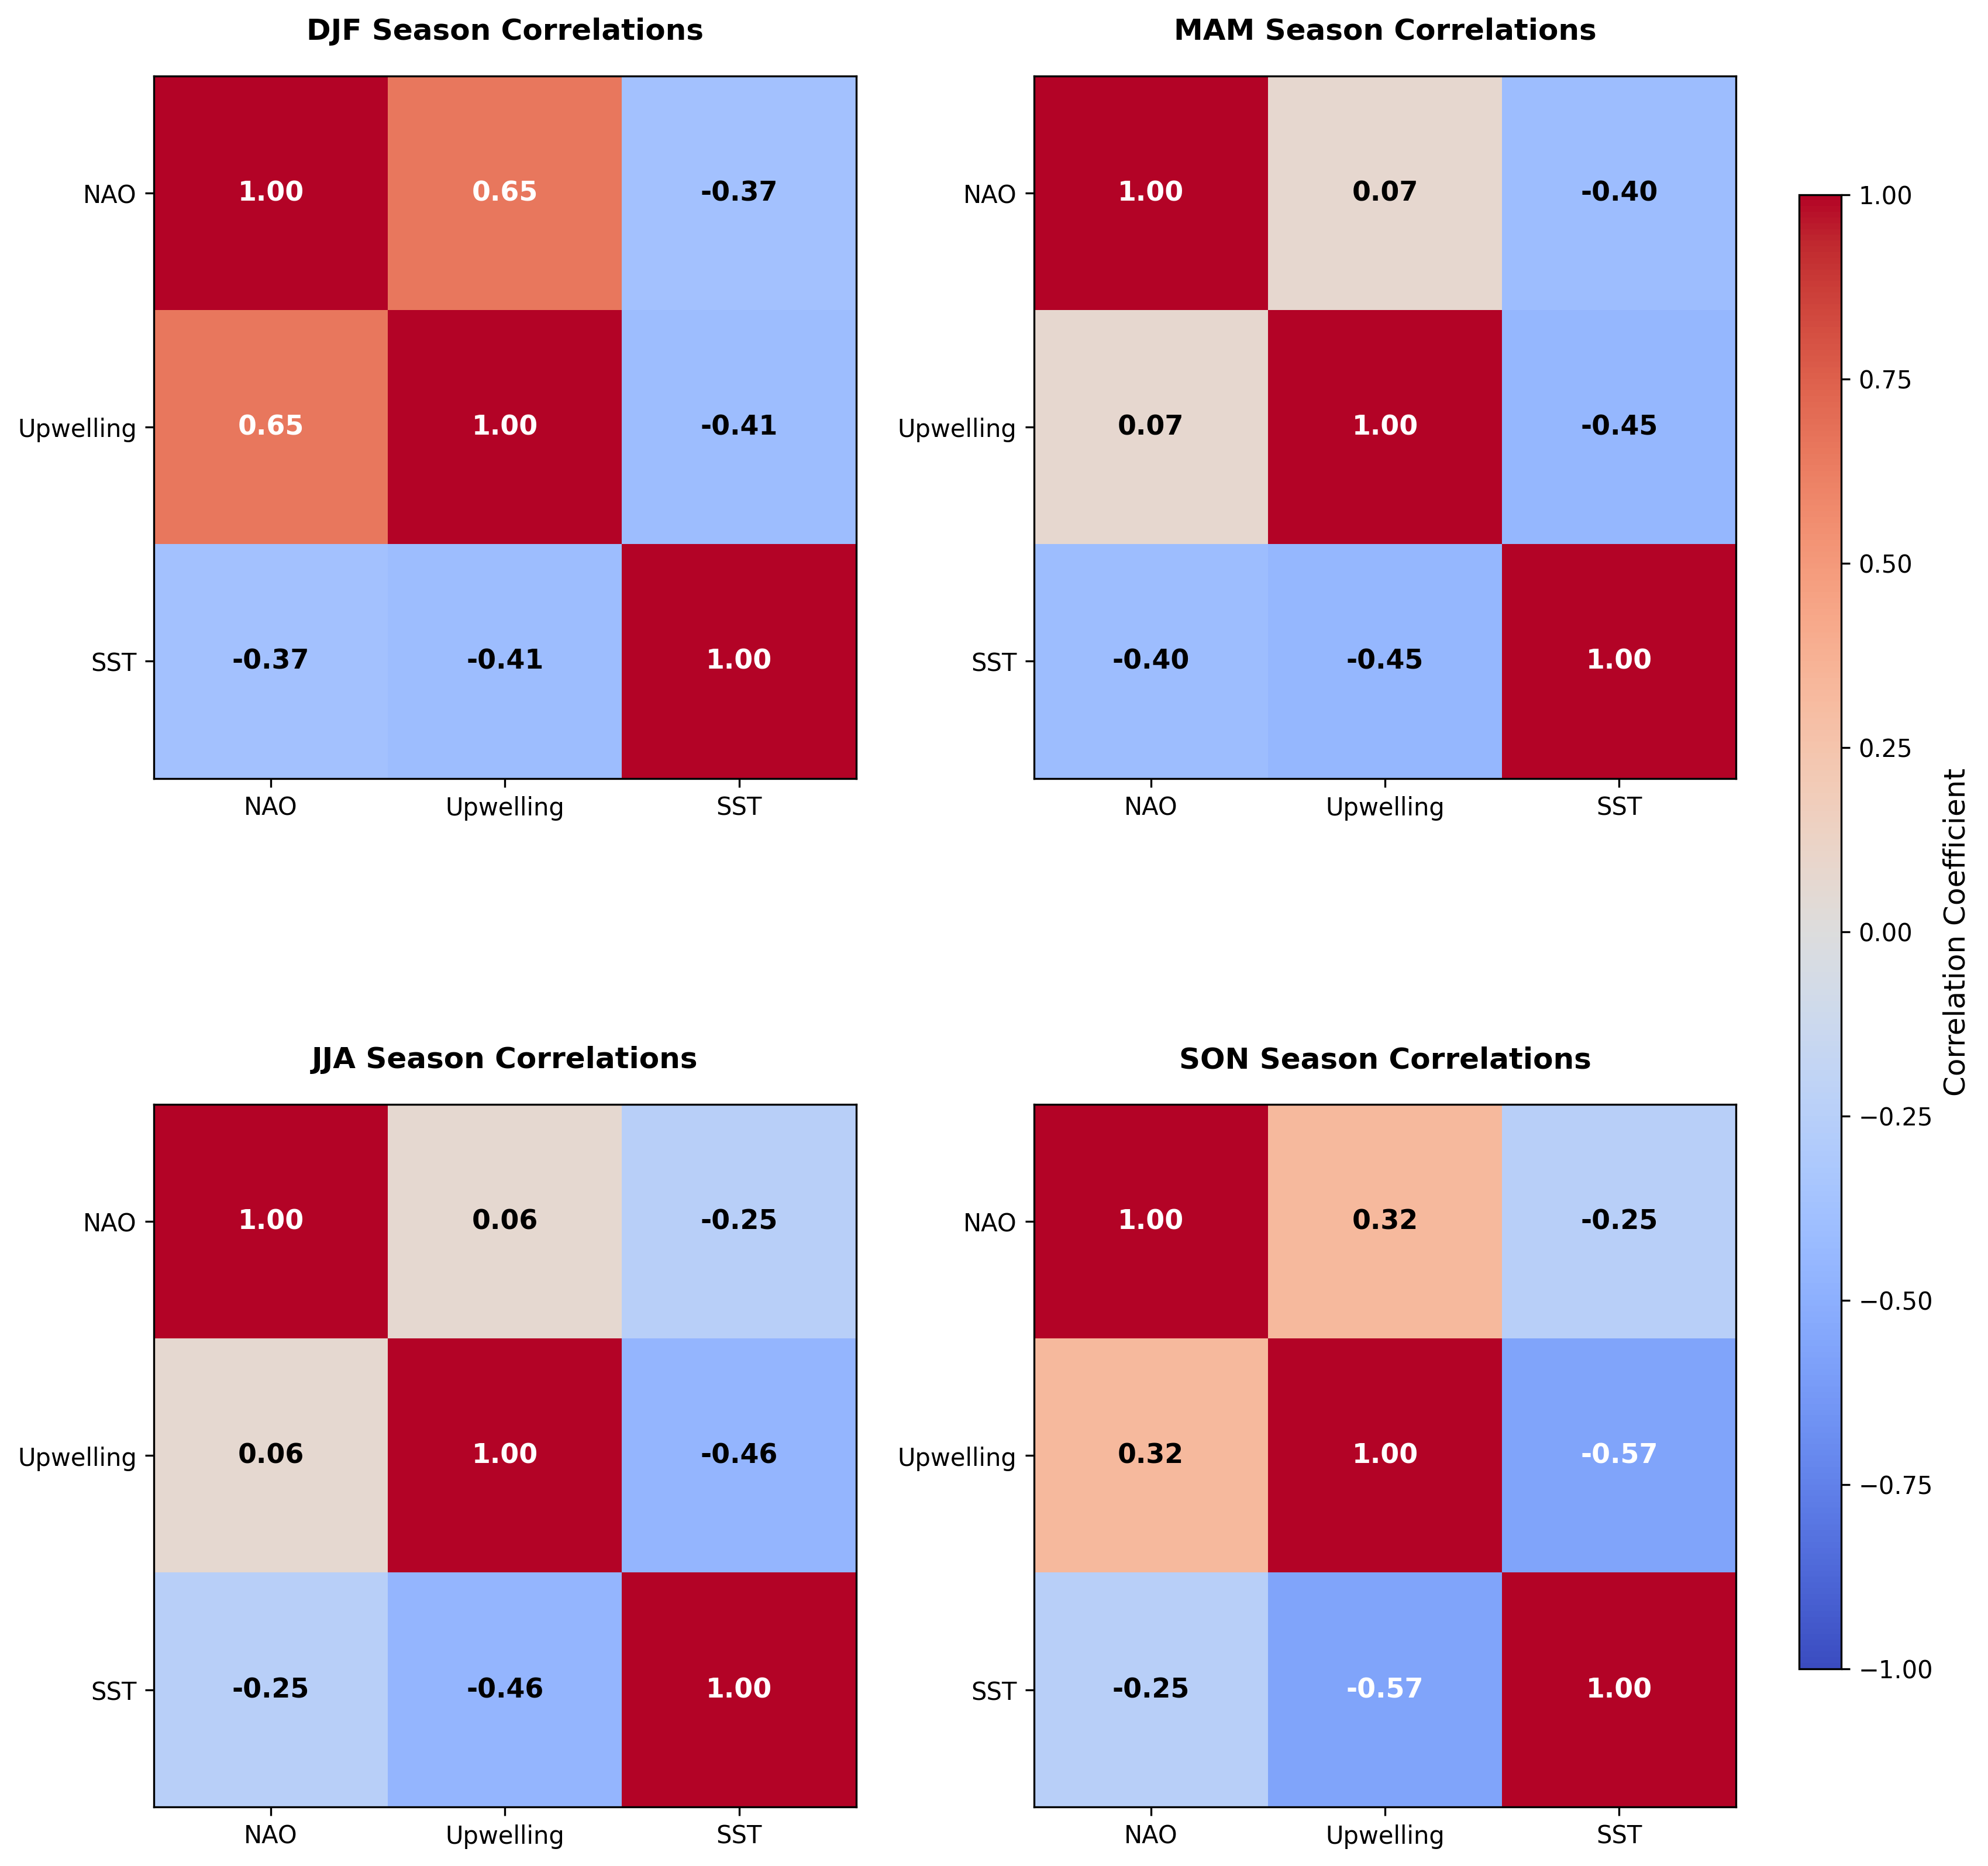 DJF Season Correlations
NAO 1.00 0.65 -0.37
Upwelling 0.65 1.00 -0.41
SST -0.37 -0.41 1.00
NAO Upwelling SST
MAM Season Correlations
NAO 1.00 0.07 -0.40
Upwelling 0.07 1.00 -0.45
SST -0.40 -0.45 1.00
NAO Upwelling SST
JJA Season Correlations
NAO 1.00 0.06 -0.25
Upwelling 0.06 1.00 -0.46
SST -0.25 -0.46 1.00
NAO Upwelling SST
SON Season Correlations
NAO 1.00 0.32 -0.25
Upwelling 0.32 1.00 -0.57
SST -0.25 -0.57 1.00
NAO Upwelling SST
1.00
0.75
0.50
0.25
0.00
−0.25
−0.50
−0.75
−1.00
Correlation Coefficient